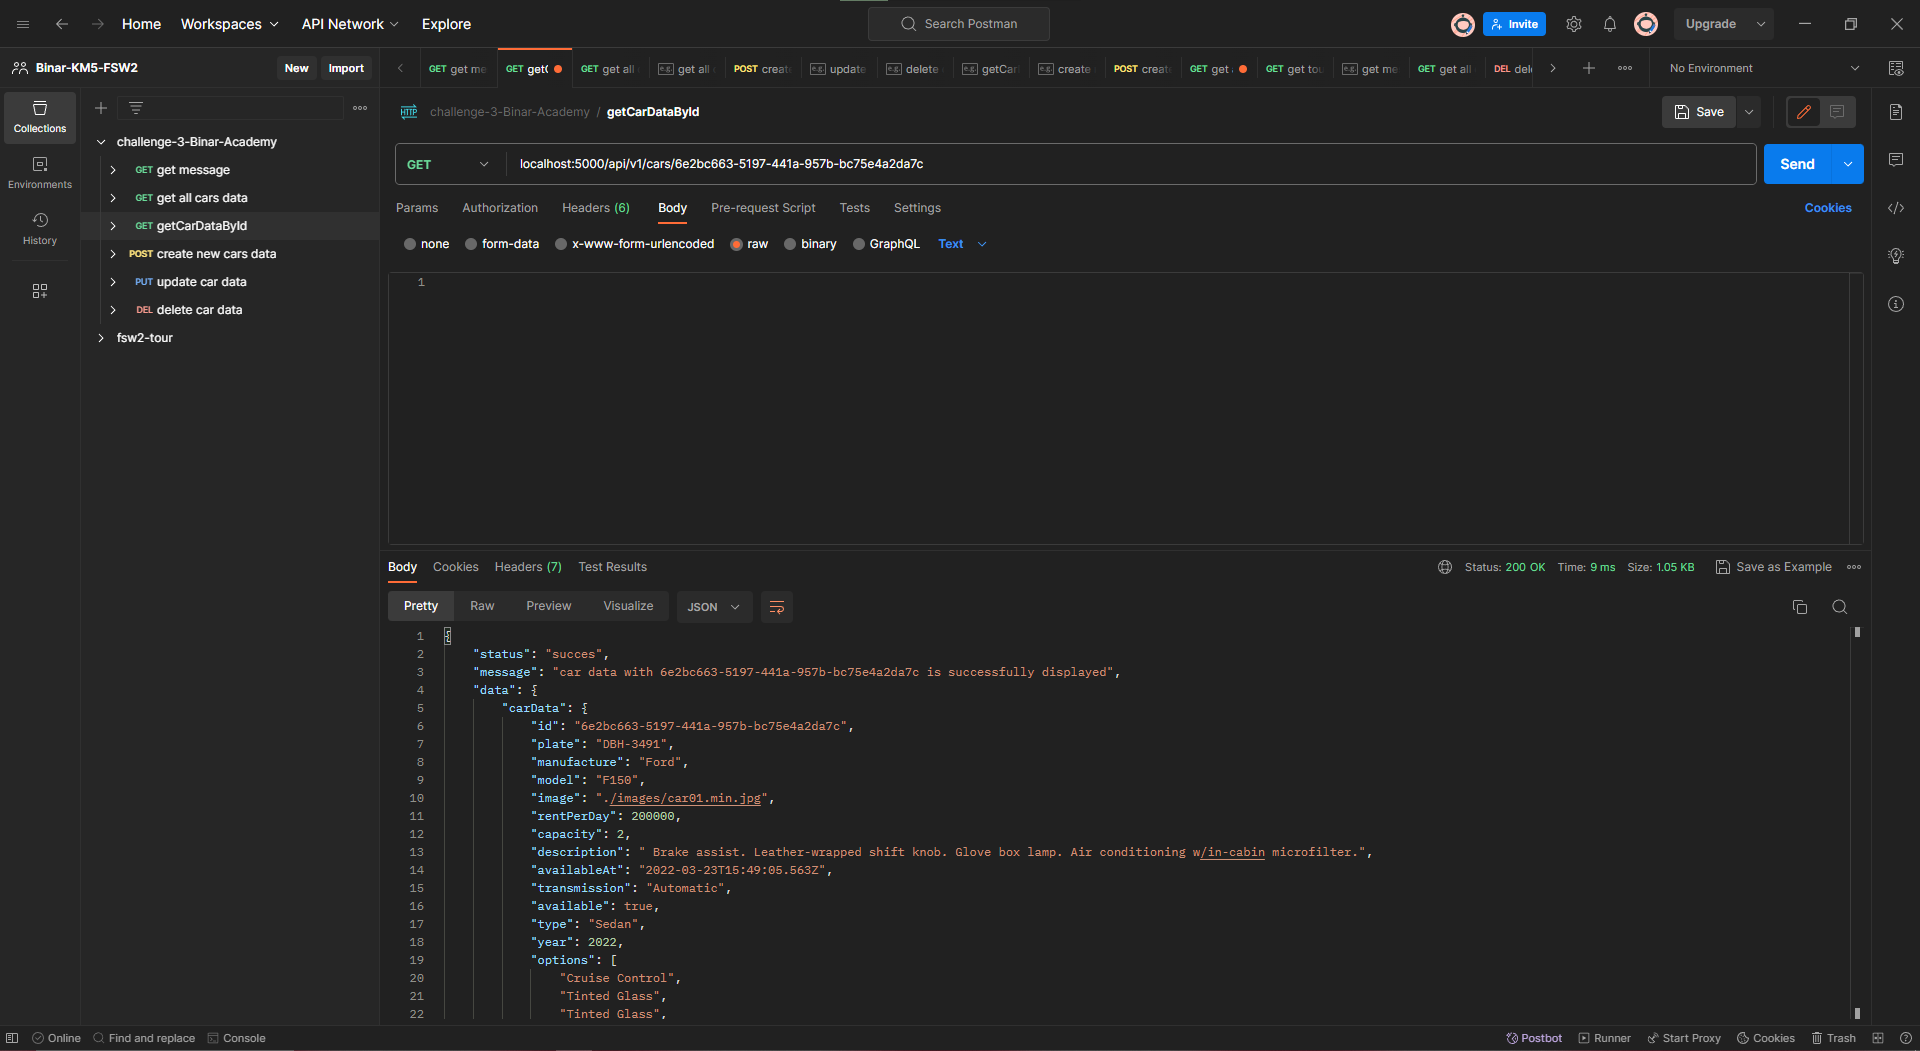 Home Workspaces API Network Explore Search Postman Invite Upgrade
Binar-KM5-FSW2 New Import
GET get me GET get GET get all e.g. get all POST creat e.g. update e.g. delete e.g. getCar e.g. create POST creat GET get GET get tou e.g. get me GET get all DEL del No Environment
Collections
Environments
History
challenge-3-Binar-Academy
GET get message
GET get all cars data
GET getCarDataById
POST create new cars data
PUT update car data
DEL delete car data
fsw2-tour
HTTP challenge-3-Binar-Academy / getCarDataById Save
GET localhost:5000/api/v1/cars/6e2bc663-5197-441a-957b-bc75e4a2da7c Send
Params Authorization Headers (6) Body Pre-request Script Tests Settings Cookies
none form-data x-www-form-urlencoded raw binary GraphQL Text
1
Body Cookies Headers (7) Test Results Status: 200 OK Time: 9 ms Size: 1.05 KB Save as Example
Pretty Raw Preview Visualize JSON
1 {
2 "status": "succes",
3 "message": "car data with 6e2bc663-5197-441a-957b-bc75e4a2da7c is successfully displayed",
4 "data": {
5 "carData": {
6 "id": "6e2bc663-5197-441a-957b-bc75e4a2da7c",
7 "plate": "DBH-3491",
8 "manufacture": "Ford",
9 "model": "F150",
10 "image": "./images/car01.min.jpg",
11 "rentPerDay": 200000,
12 "capacity": 2,
13 "description": " Brake assist. Leather-wrapped shift knob. Glove box lamp. Air conditioning w/in-cabin microfilter.",
14 "availableAt": "2022-03-23T15:49:05.563Z",
15 "transmission": "Automatic",
16 "available": true,
17 "type": "Sedan",
18 "year": 2022,
19 "options": [
20 "Cruise Control",
21 "Tinted Glass",
22 "Tinted Glass",
Online Find and replace Console Postbot Runner Start Proxy Cookies Trash